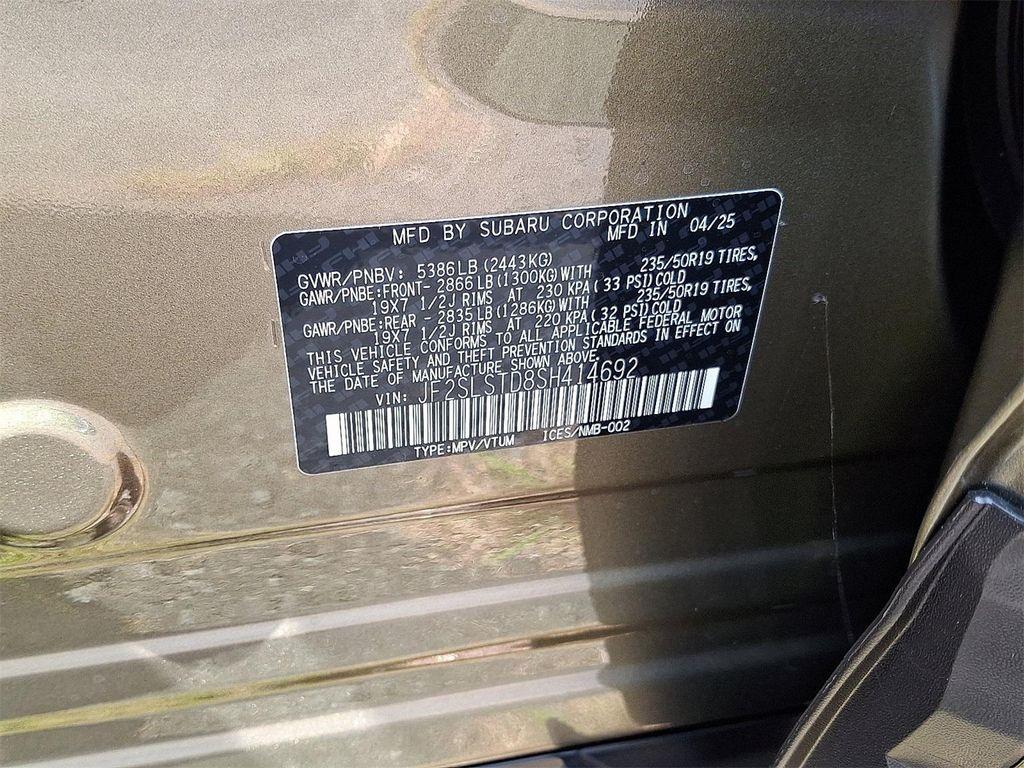 MFD BY SUBARU CORPORATION
MFD IN 04/25
GVWR/PNBV: 5386LB(2443KG)
GAWR/PNBE:FRONT- 2866LB(1300KG)WITH 235/50R19 TIRES,
19X7 1/2J RIMS AT 230 KPA(33 PSI)COLD
GAWR/PNBE:REAR - 2835LB(1286KG)WITH 235/50R19 TIRES,
19X7 1/2J RIMS AT 220 KPA(32 PSI)COLD
THIS VEHICLE CONFORMS TO ALL APPLICABLE FEDERAL MOTOR
VEHICLE SAFETY AND THEFT PREVENTION STANDARDS IN EFFECT ON
THE DATE OF MANUFACTURE SHOWN ABOVE.
VIN: JF2SLSTD8SH414692
TYPE:MPV/VTUM ICES/NMB-002